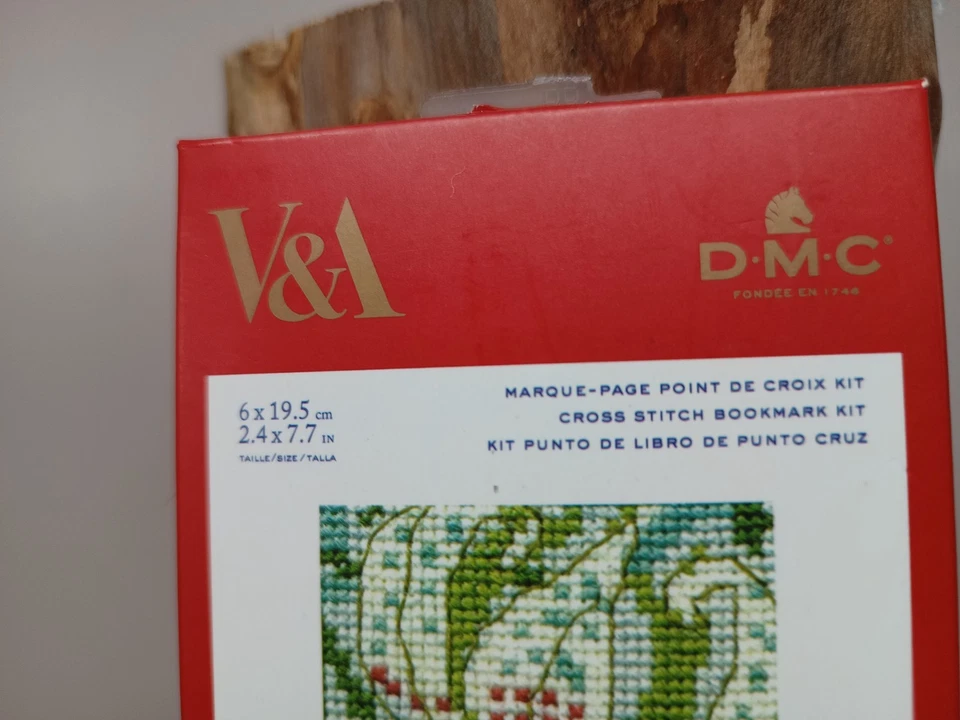 V&A
D·M·C®
FONDÉE EN 1746
6 x 19.5 cm
2.4 x 7.7 IN
TAILLE/SIZE/TALLA
MARQUE-PAGE POINT DE CROIX KIT
CROSS STITCH BOOKMARK KIT
KIT PUNTO DE LIBRO DE PUNTO CRUZ